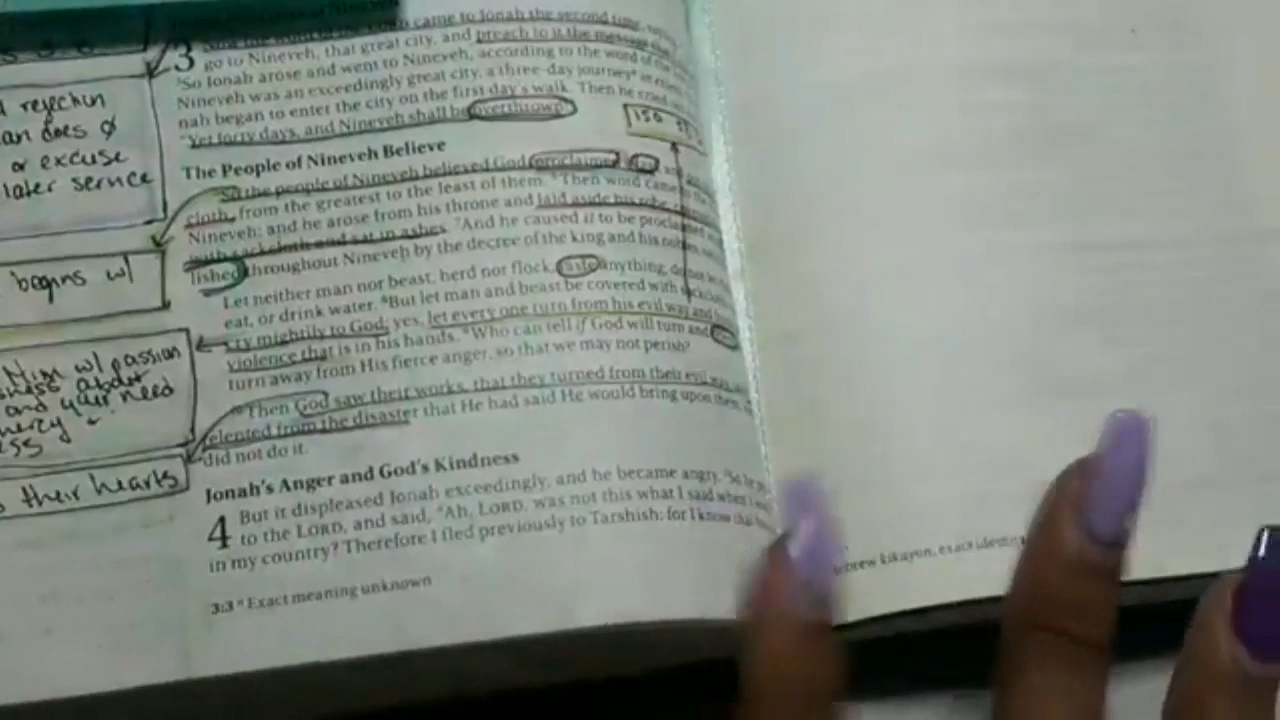 came to Jonah the second time,
3 go to Nineveh, that great city, and preach to it the message
So Jonah arose and went to Nineveh, according to the word of the
Nineveh was an exceedingly great city, a three-day journey* in
nah began to enter the city on the first day's walk. Then he cried
"Yet forty days, and Nineveh shall be overthrown!"
150
The People of Nineveh Believe
So the people of Nineveh believed God, proclaimed a fast, and
cloth, from the greatest to the least of them. Then word came
Nineveh; and he arose from his throne and laid aside his robe,
with sackcloth and sat in ashes. 7And he caused it to be proclaimed
lished throughout Nineveh by the decree of the king and his nobles
Let neither man nor beast, herd nor flock, taste anything; do not
eat, or drink water. 8But let man and beast be covered with
cry mightily to God; yes, let every one turn from his evil way and
violence that is in his hands. 9Who can tell if God will turn and
turn away from His fierce anger, so that we may not perish?
10Then God saw their works, that they turned from their evil way
relented from the disaster that He had said He would bring upon them,
did not do it.
Jonah's Anger and God's Kindness
4 But it displeased Jonah exceedingly, and he became angry. 2So he
to the LORD, and said, "Ah, LORD, was not this what I said when I
in my country? Therefore I fled previously to Tarshish; for I know that
3:3 a Exact meaning unknown
rejection
an does
or excuse
later service
begins w/
Him w/ passion
about
and your need
mercy
their hearts
kikayon, exact